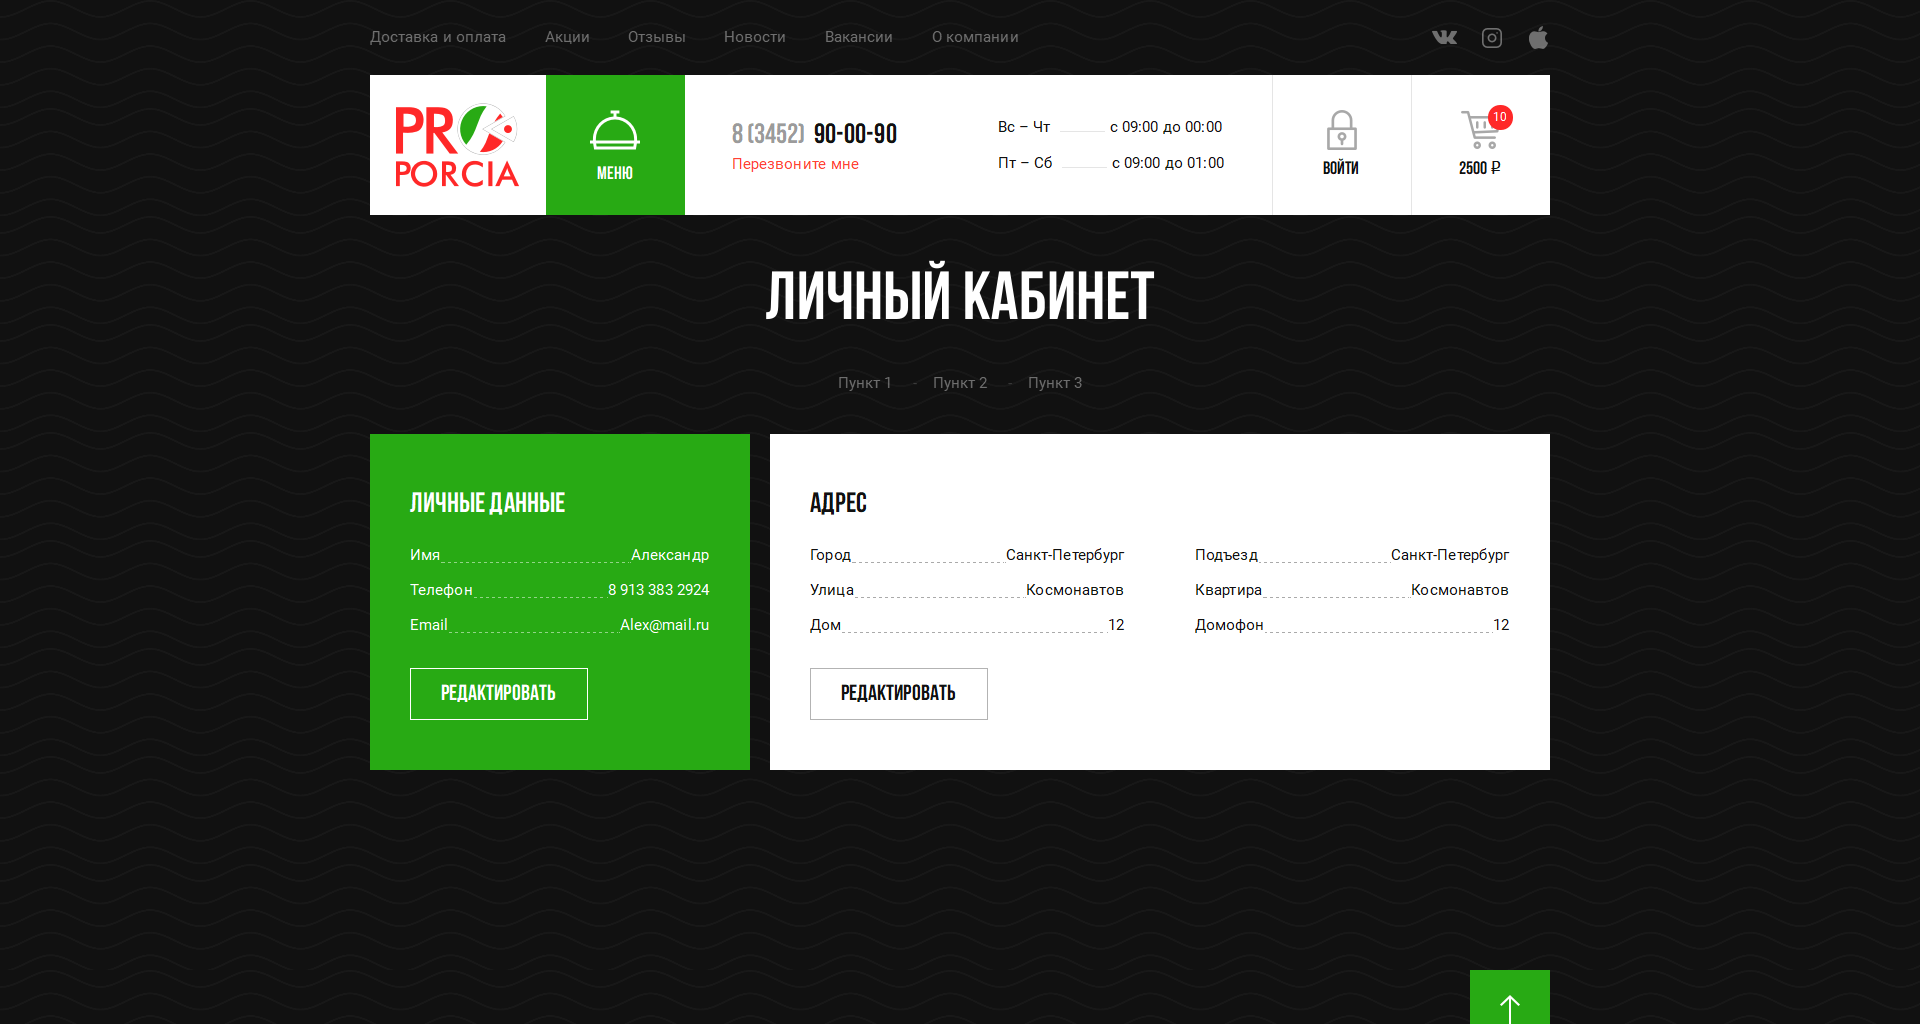 Доставка и оплата Акции Отзывы Новости Вакансии О компании
PR
PORCIA
МЕНЮ
8 (3452) 90-00-90
Перезвоните мне
Вс – Чт с 09:00 до 00:00
Пт – Сб с 09:00 до 01:00
ВОЙТИ
10
2500 ₽
ЛИЧНЫЙ КАБИНЕТ
Пункт 1 - Пункт 2 - Пункт 3
ЛИЧНЫЕ ДАННЫЕ
Имя Александр
Телефон 8 913 383 2924
Email Alex@mail.ru
РЕДАКТИРОВАТЬ
АДРЕС
Город Санкт-Петербург
Улица Космонавтов
Дом 12
Подъезд Санкт-Петербург
Квартира Космонавтов
Домофон 12
РЕДАКТИРОВАТЬ